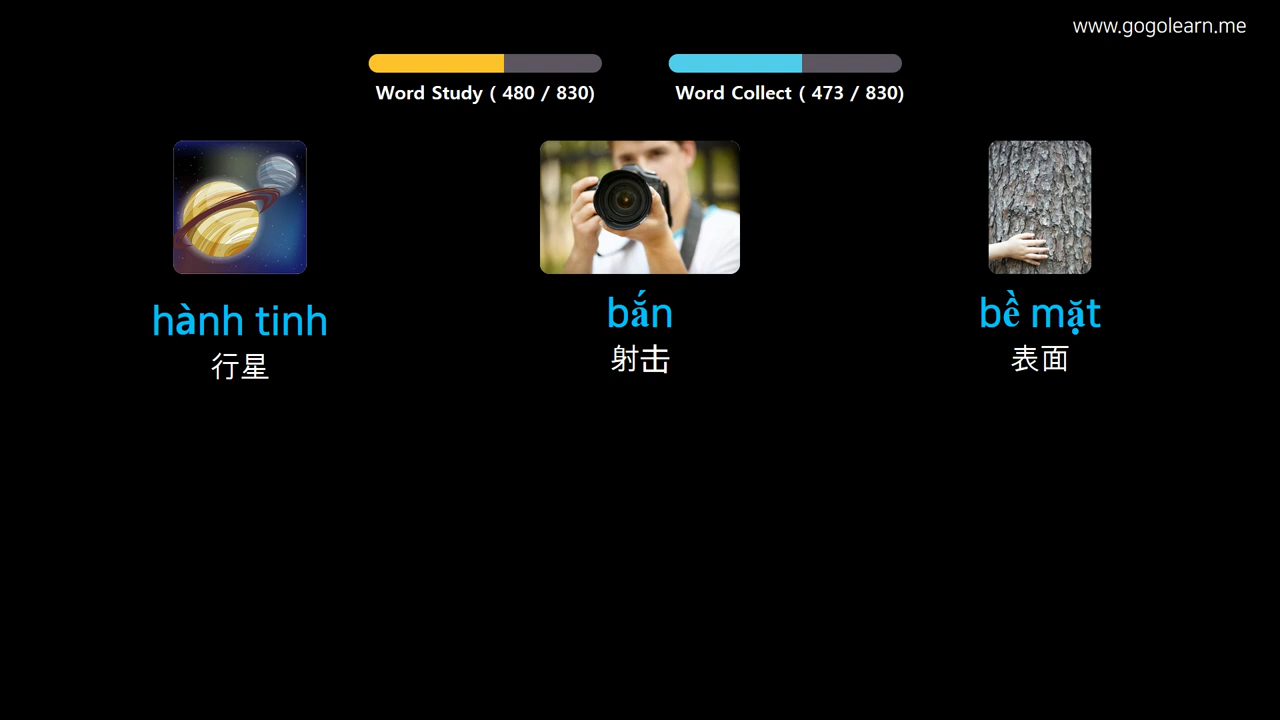 www.gogolearn.me
Word Study ( 480 / 830)
Word Collect ( 473 / 830)
hành tinh
行星
bắn
射击
bề mặt
表面